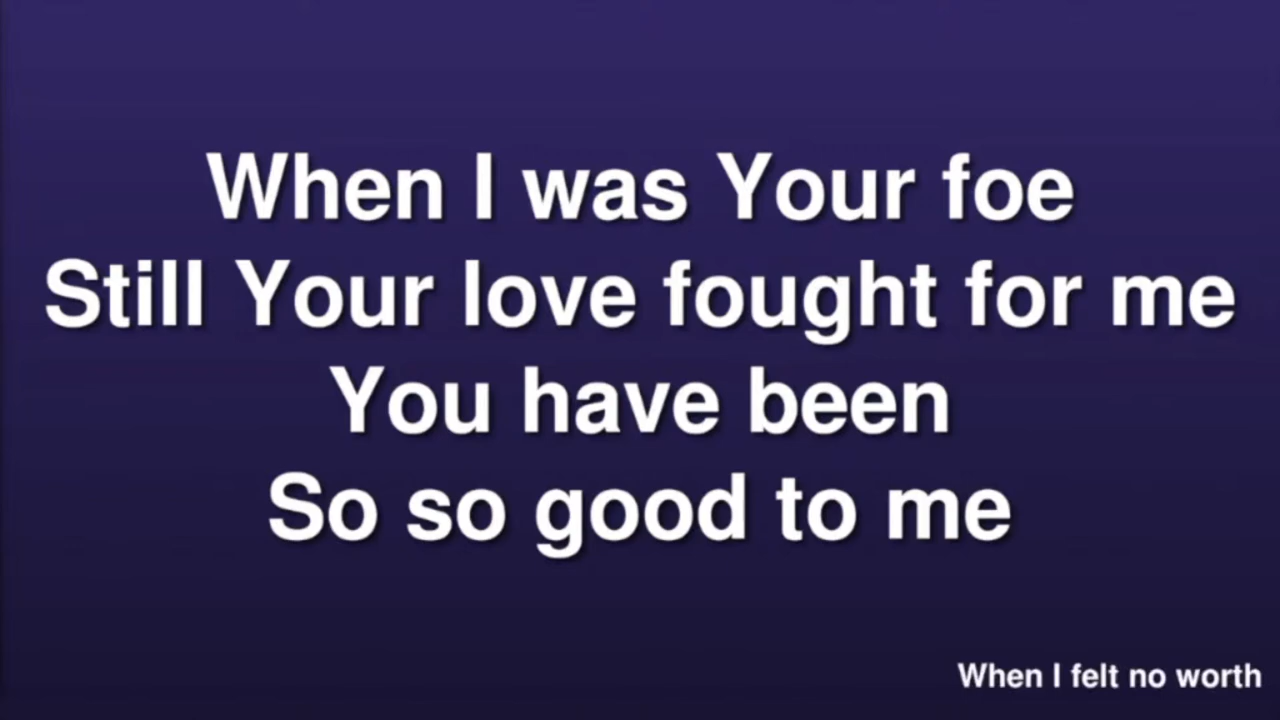 When I was Your foe
Still Your love fought for me
You have been
So so good to me
When I felt no worth